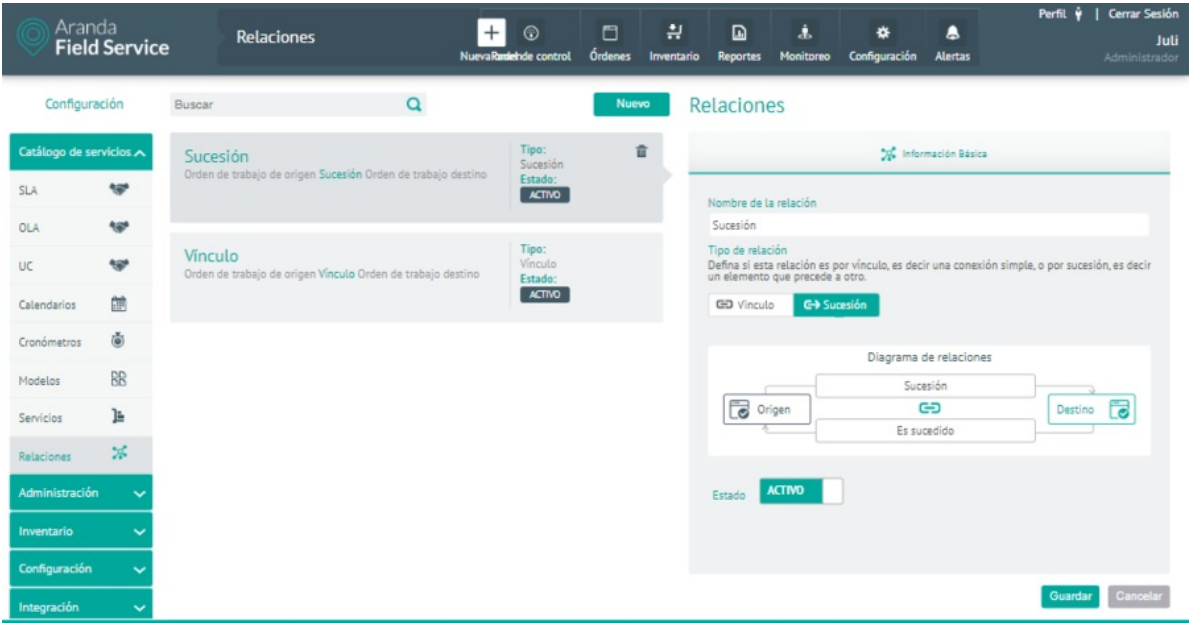 Aranda
Field Service
Relaciones
Nueva
de control
Órdenes
Inventario
Reportes
Monitoreo
Configuración
Alertas
Perfil | Cerrar Sesión
Juli
Administrador
Configuración
Catálogo de servicios
SLA
OLA
UC
Calendarios
Cronómetros
Modelos
Servicios
Relaciones
Administración
Inventario
Configuración
Integración
Buscar
Nuevo
Sucesión
Orden de trabajo de origen Sucesión Orden de trabajo destino
Tipo:
Sucesión
Estado:
ACTIVO
Vínculo
Orden de trabajo de origen Vínculo Orden de trabajo destino
Tipo:
Vínculo
Estado:
ACTIVO
Relaciones
Información Básica
Nombre de la relación
Sucesión
Tipo de relación
Defina si esta relación es por vínculo, es decir una conexión simple, o por sucesión, es decir
un elemento que precede a otro.
Vínculo
Sucesión
Diagrama de relaciones
Sucesión
Origen
Destino
Es sucedido
Estado
ACTIVO
Guardar
Cancelar